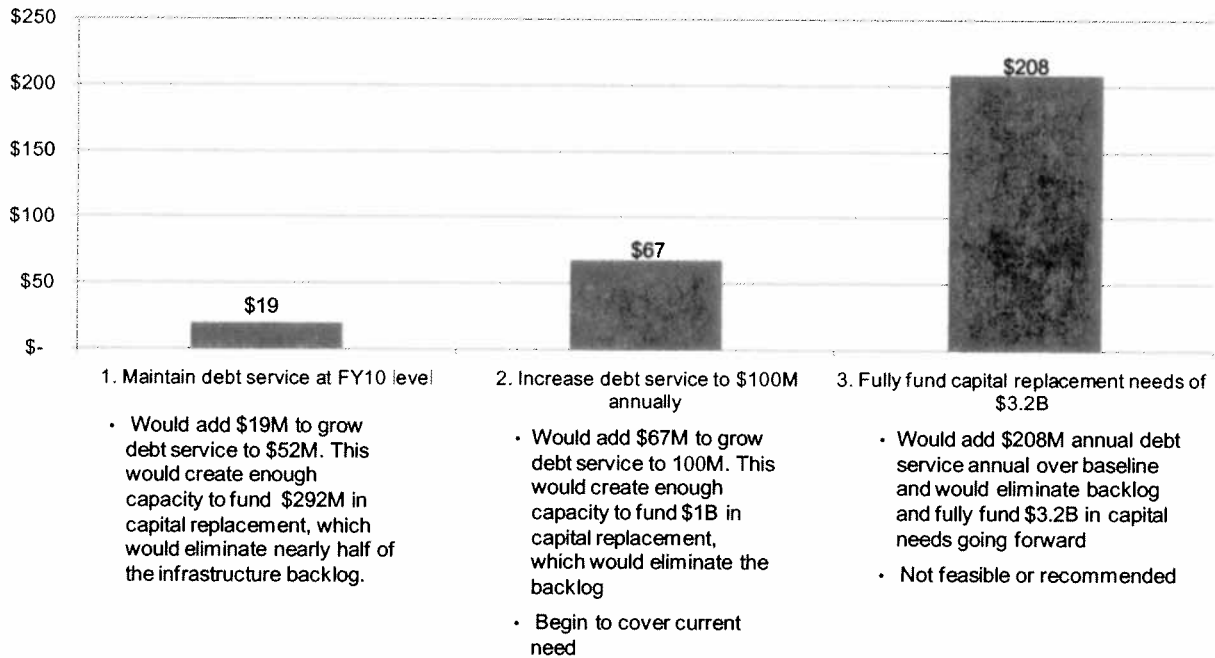 $250
$200
$150
$100
$50
$-
$19
$67
$208
1. Maintain debt service at FY10 level
• Would add $19M to grow
debt service to $52M. This
would create enough
capacity to fund $292M in
capital replacement, which
would eliminate nearly half of
the infrastructure backlog.
2. Increase debt service to $100M
annually
• Would add $67M to grow
debt service to 100M. This
would create enough
capacity to fund $1B in
capital replacement,
which would eliminate the
backlog
• Begin to cover current
need
3. Fully fund capital replacement needs of
$3.2B
• Would add $208M annual debt
service annual over baseline
and would eliminate backlog
and fully fund $3.2B in capital
needs going forward
• Not feasible or recommended